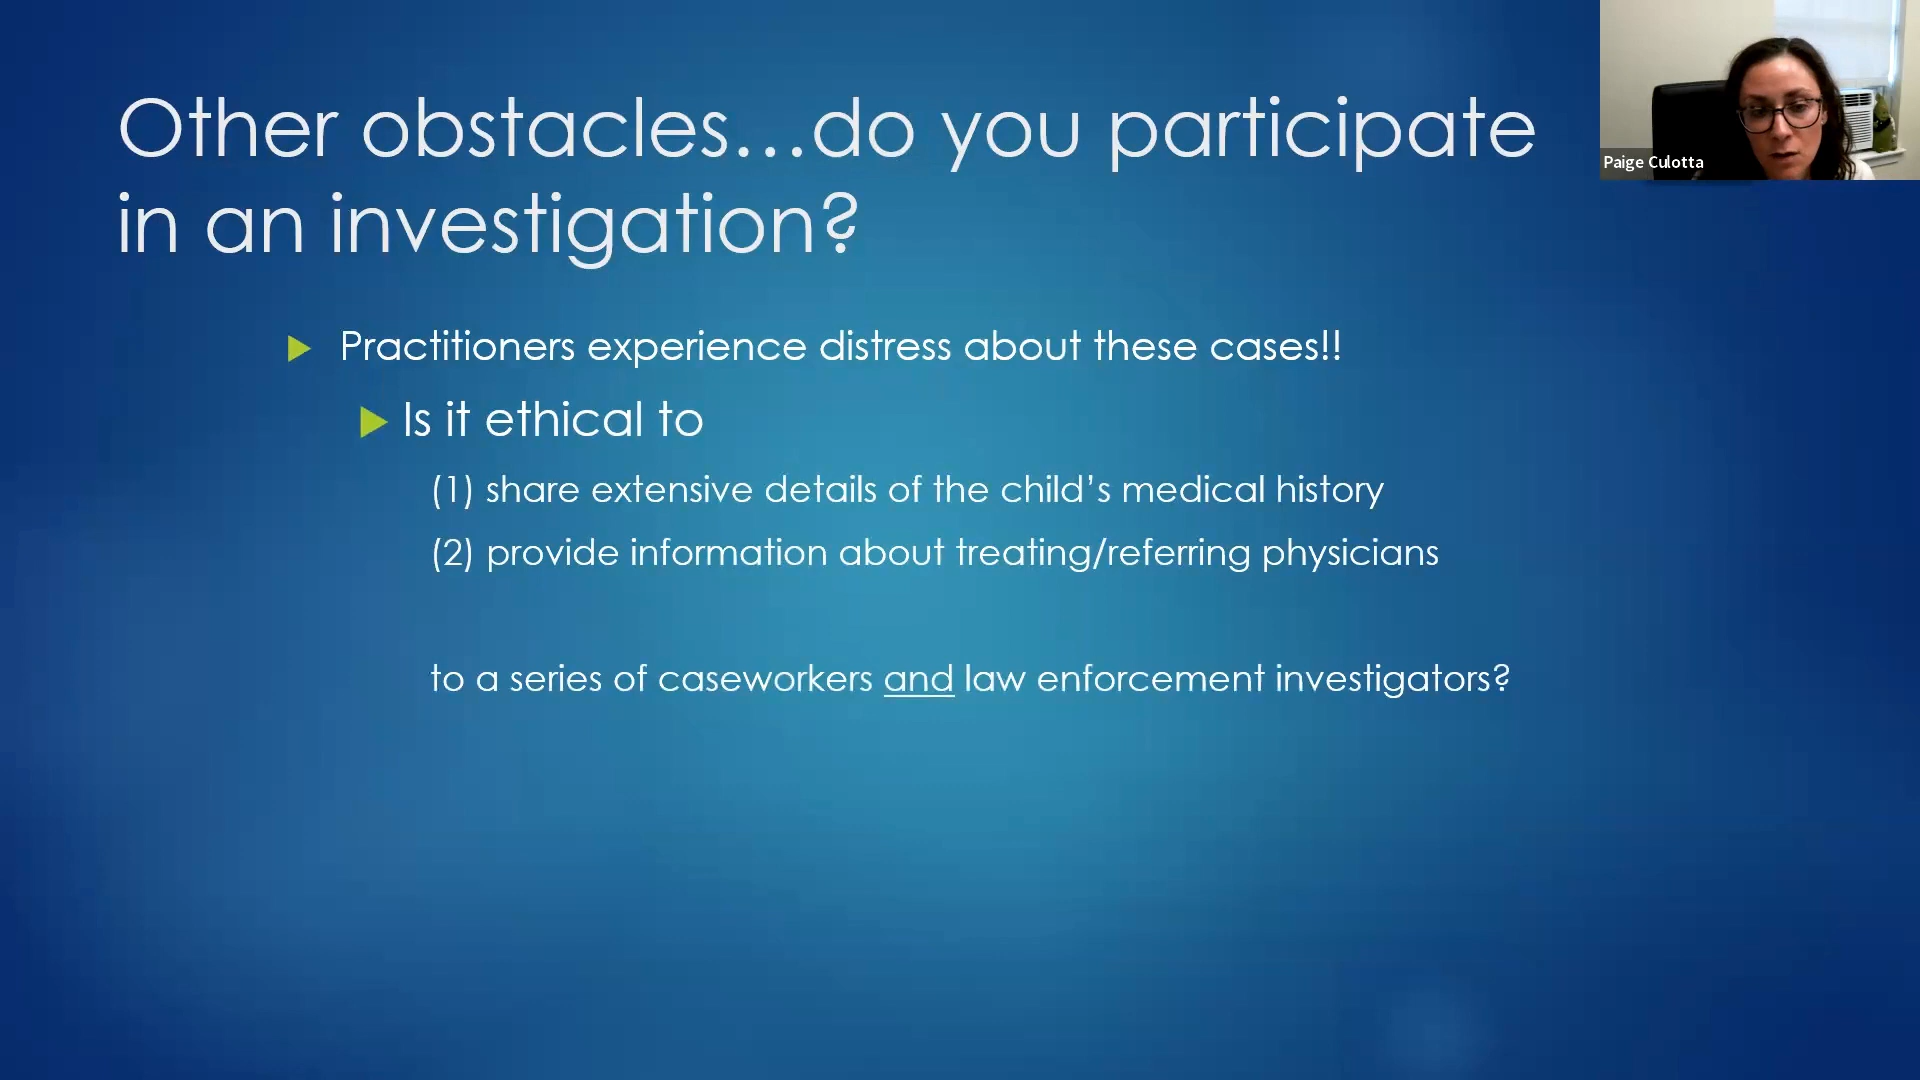 Other obstacles...do you participate
in an investigation?
Paige Culotta
Practitioners experience distress about these cases!!
Is it ethical to
(1) share extensive details of the child's medical history
(2) provide information about treating/referring physicians
to a series of caseworkers and law enforcement investigators?